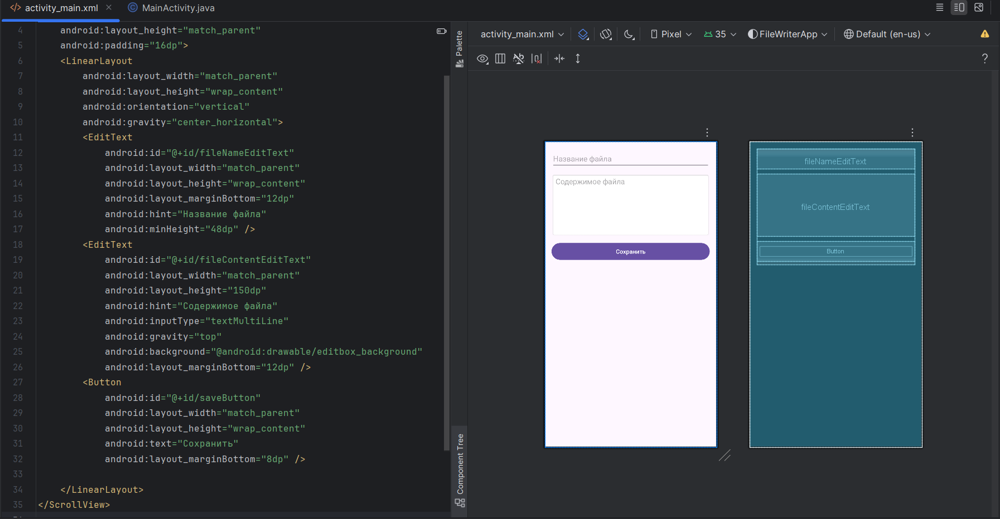 activity_main.xml
MainActivity.java
4 android:layout_height="match_parent"
5 android:padding="16dp">
6 <LinearLayout
7 android:layout_width="match_parent"
8 android:layout_height="wrap_content"
9 android:orientation="vertical"
10 android:gravity="center_horizontal">
11 <EditText
12 android:id="@+id/fileNameEditText"
13 android:layout_width="match_parent"
14 android:layout_height="wrap_content"
15 android:layout_marginBottom="12dp"
16 android:hint="Название файла"
17 android:minHeight="48dp" />
18 <EditText
19 android:id="@+id/fileContentEditText"
20 android:layout_width="match_parent"
21 android:layout_height="150dp"
22 android:hint="Содержимое файла"
23 android:inputType="textMultiLine"
24 android:gravity="top"
25 android:background="@android:drawable/editbox_background"
26 android:layout_marginBottom="12dp" />
27 <Button
28 android:id="@+id/saveButton"
29 android:layout_width="match_parent"
30 android:layout_height="wrap_content"
31 android:text="Сохранить"
32 android:layout_marginBottom="8dp" />
33
34 </LinearLayout>
35 </ScrollView>
Palette
Component Tree
activity_main.xml
Pixel
35
FileWriterApp
Default (en-us)
?
Название файла
Содержимое файла
Сохранить
fileNameEditText
fileContentEditText
Button